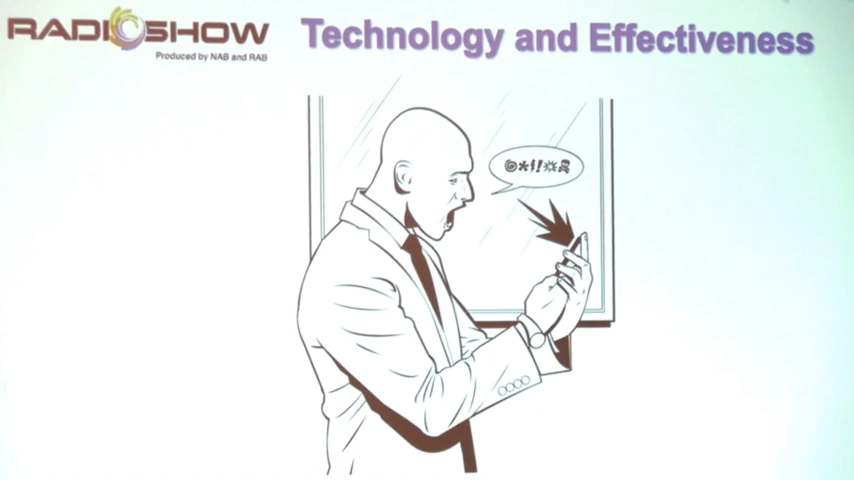 RADIOSHOW
Produced by NAB and RAB
Technology and Effectiveness
@*!!